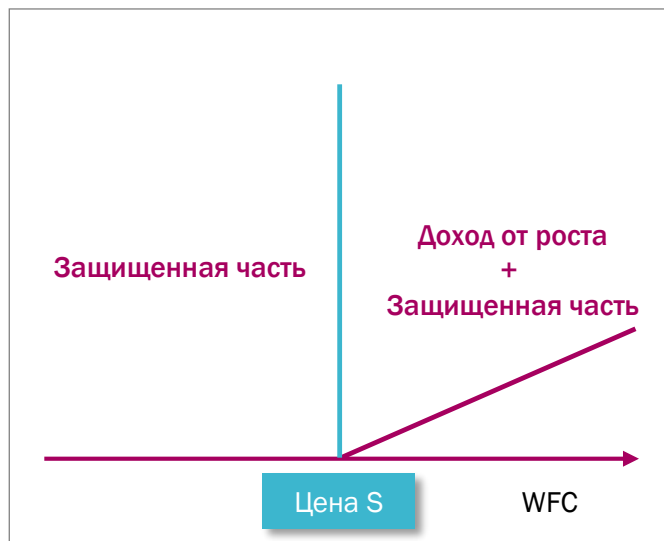 Защищенная часть
Доход от роста
+
Защищенная часть
Цена S
WFC